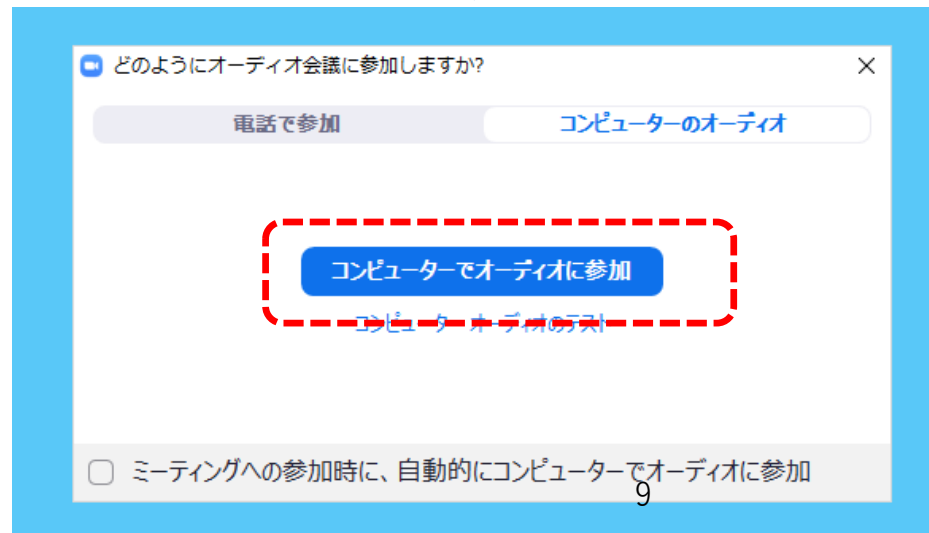 どのようにオーディオ会議に参加しますか?
電話で参加
コンピューターのオーディオ
コンピューターでオーディオに参加
コンピューター オーディオのテスト
ミーティングへの参加時に、自動的にコンピューターでオーディオに参加
9